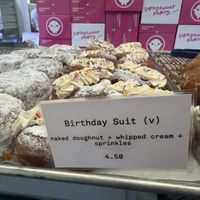 Birthday Suit (v)
naked doughnut + whipped cream +
sprinkles
4.50